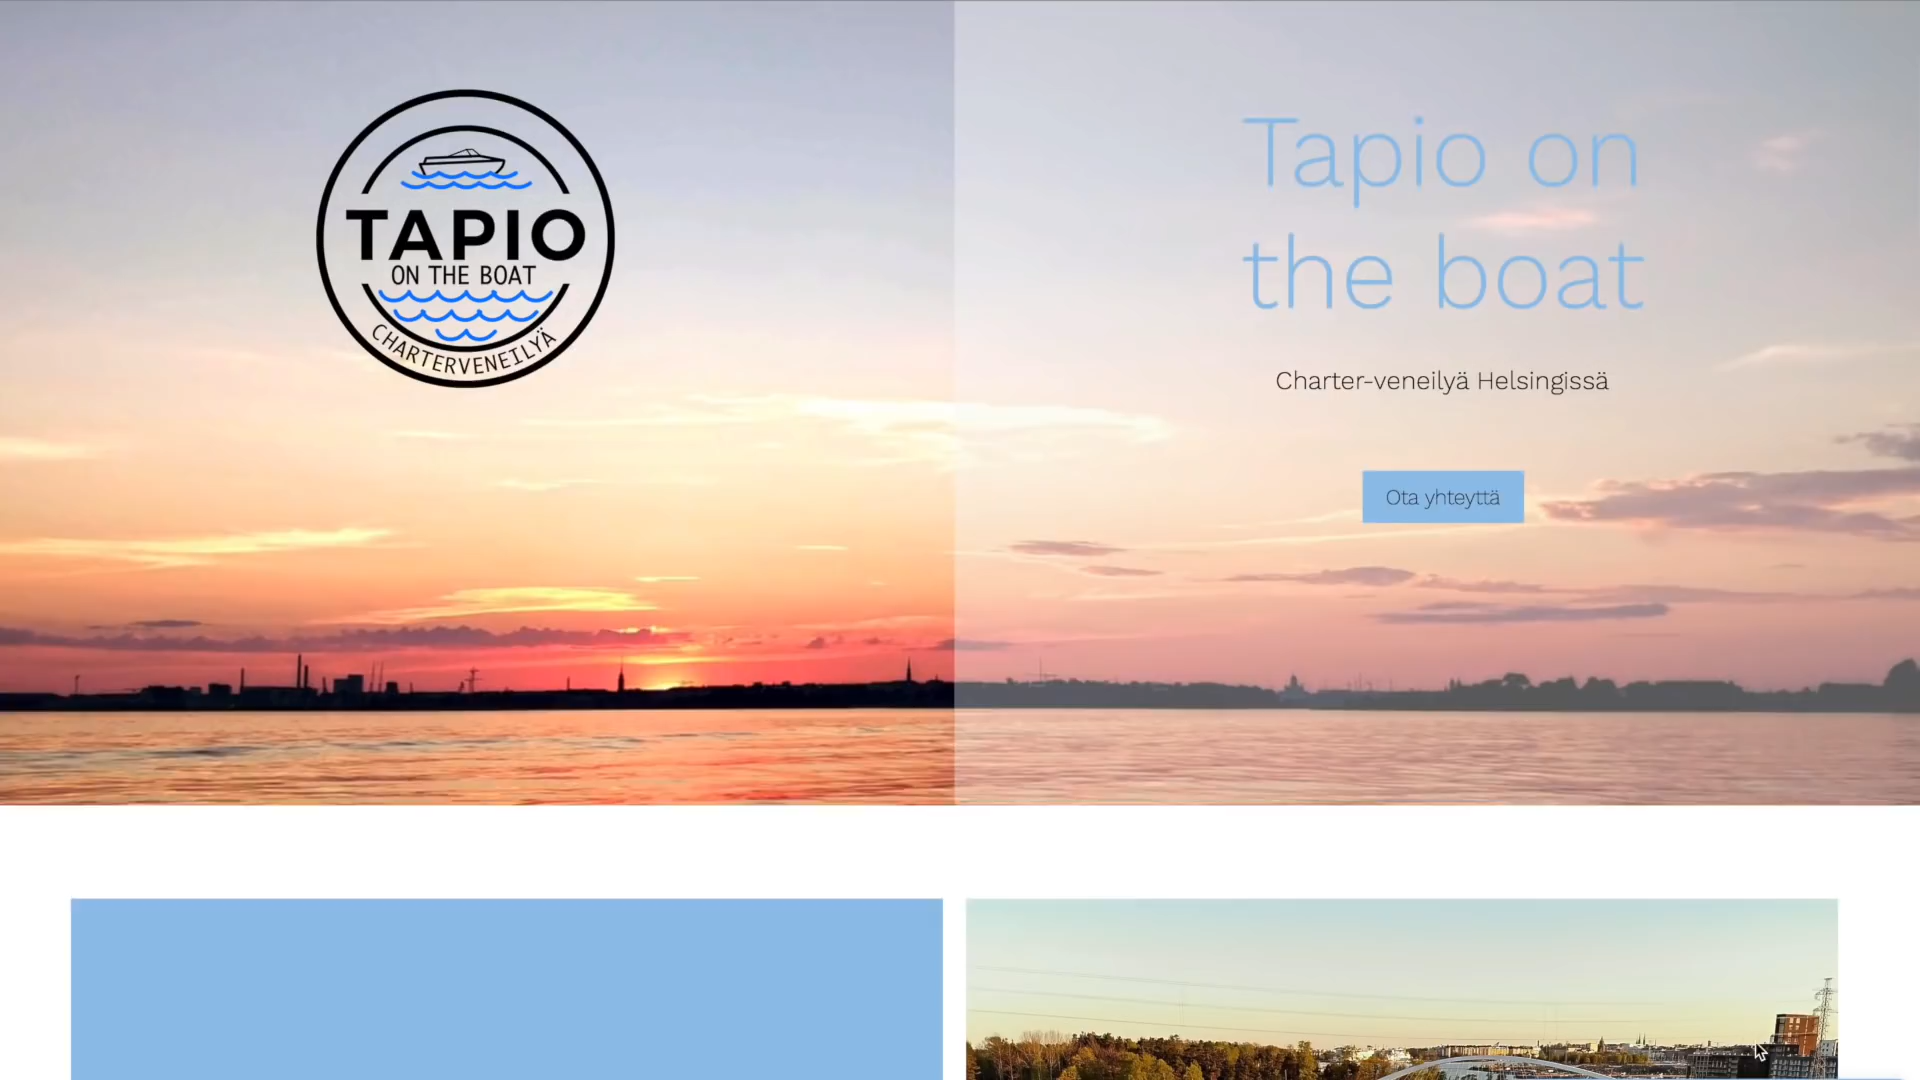 TAPIO
ON THE BOAT
CHARTERVENEILYÄ
Tapio on
the boat
Charter-veneilyä Helsingissä
Ota yhteyttä